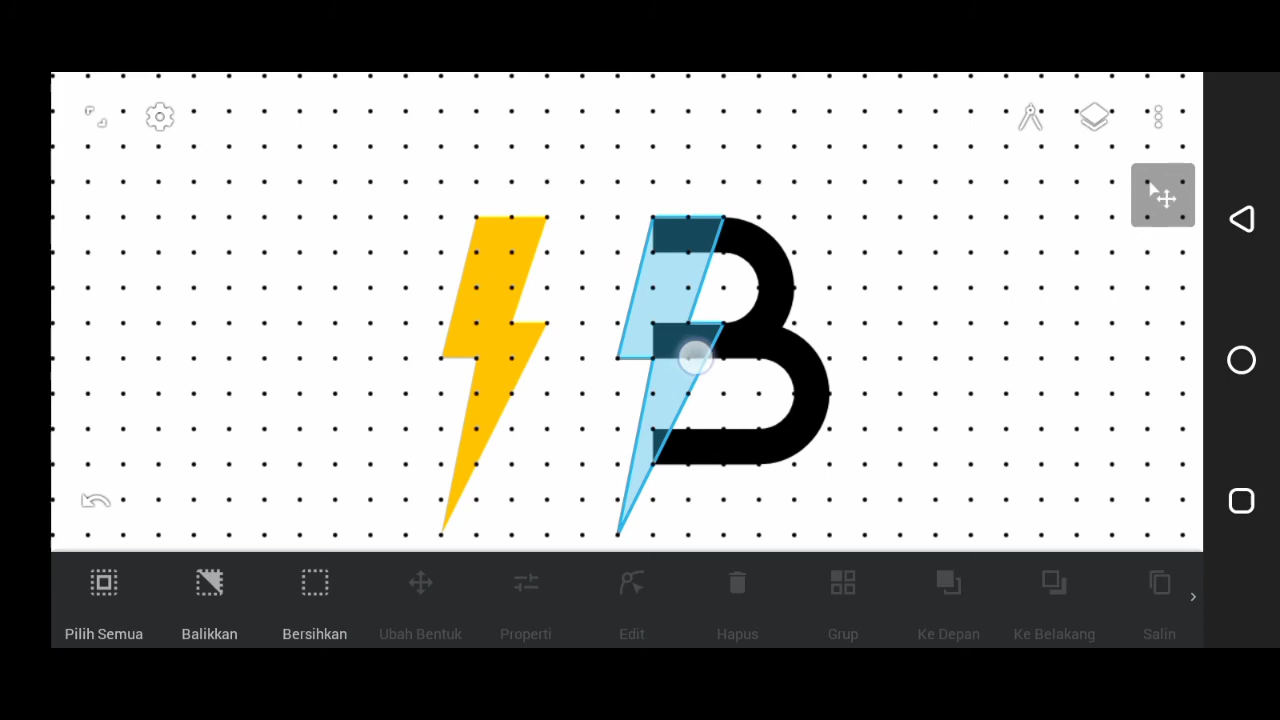 B
Pilih Semua
Balikkan
Bersihkan
Ubah Bentuk
Properti
Edit
Hapus
Grup
Ke Depan
Ke Belakang
Salin